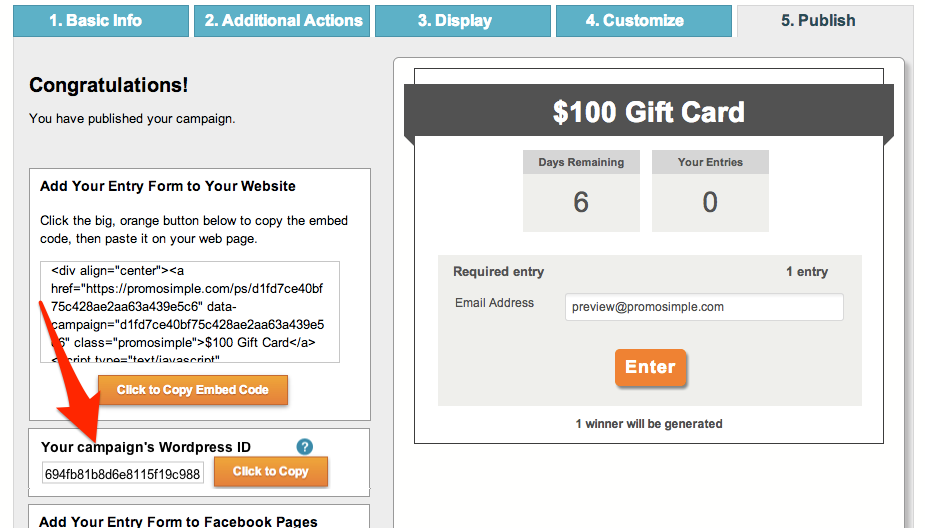 1. Basic Info
2. Additional Actions
3. Display
4. Customize
5. Publish
Congratulations!
You have published your campaign.
Add Your Entry Form to Your Website
Click the big, orange button below to copy the embed
code, then paste it on your web page.
<div align="center"><a
href="https://promosimple.com/ps/d1fd7ce40bf
75c428ae2aa63a439e5c6" data-
campaign="d1fd7ce40bf75c428ae2aa63a439e5
c6" class="promosimple">$100 Gift Card</a>
<script type="text/javascript"
Click to Copy Embed Code
Your campaign's Wordpress ID
?
694fb81b8d6e8115f19c988
Click to Copy
Add Your Entry Form to Facebook Pages
$100 Gift Card
Days Remaining
6
Your Entries
0
Required entry
1 entry
Email Address
preview@promosimple.com
Enter
1 winner will be generated